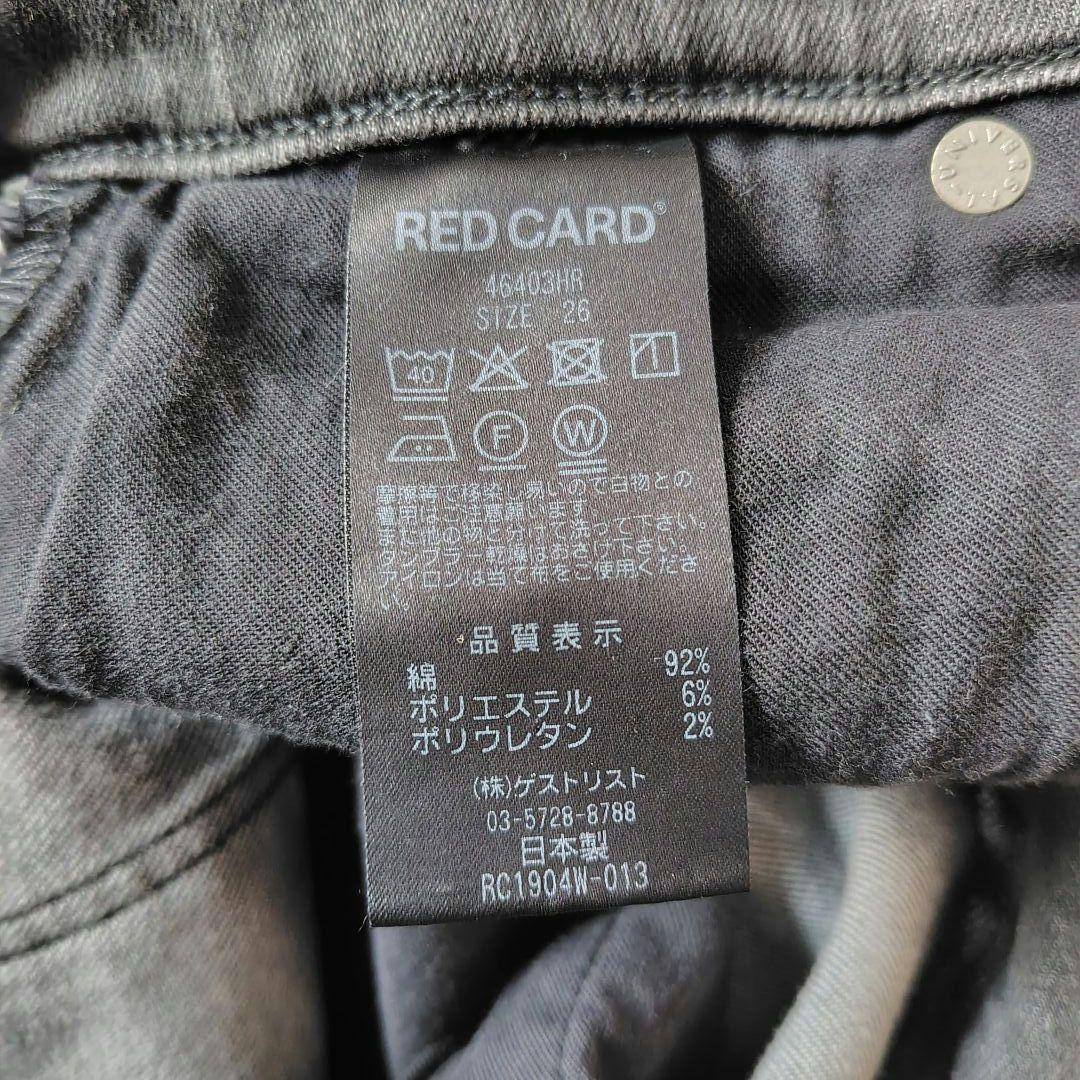 RED CARD®
46403HR
SIZE 26
40
F W
摩擦等で移染し易いので白物との
着用はご注意願います。
また他の物と分けて洗って下さい。
タンブラー乾燥はおさけ下さい。
アイロンは当て布をご使用くださ
い。
品質表示
綿 92%
ポリエステル 6%
ポリウレタン 2%
(株)ゲストリスト
03-5728-8788
日本製
RC1904W-013
UNIVERSAL